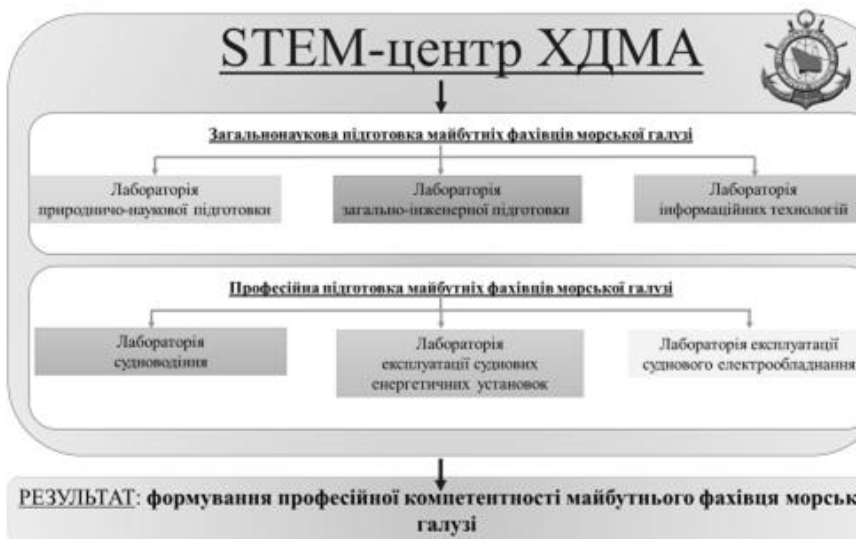 STEM-центр ХДМА
Загальнонаукова підготовка майбутніх фахівців морської галузі
Лабораторія
природничо-наукової підготовки
Лабораторія
загально-інженерної підготовки
Лабораторія
інформаційних технологій
Професійна підготовка майбутніх фахівців морської галузі
Лабораторія
судноводіння
Лабораторія
експлуатації суднових
енергетичних установок
Лабораторія експлуатації
суднового електрообладнання
РЕЗУЛЬТАТ: формування професійної компетентності майбутнього фахівця морськ
галузі